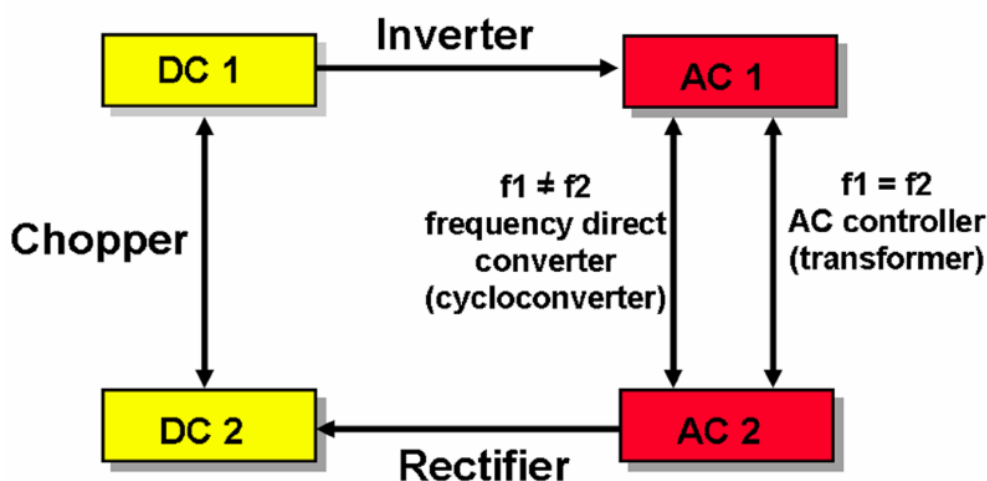 Inverter
DC 1
AC 1
f1 ≠ f2
frequency direct
converter
(cycloconverter)
f1 = f2
AC controller
(transformer)
Chopper
DC 2
AC 2
Rectifier